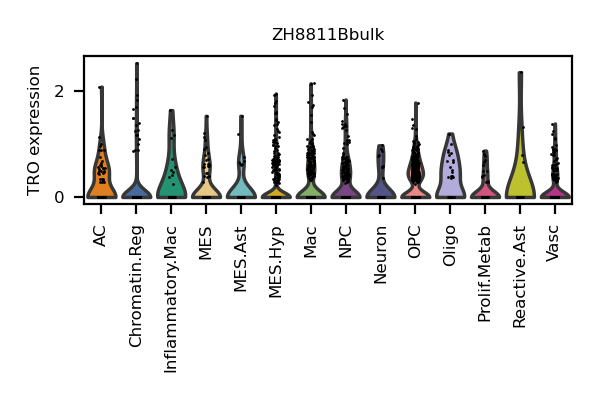 ZH8811Bbulk
TRO expression
2
0
AC
Chromatin.Reg
Inflammatory.Mac
MES
MES.Ast
MES.Hyp
Mac
NPC
Neuron
OPC
Oligo
Prolif.Metab
Reactive.Ast
Vasc